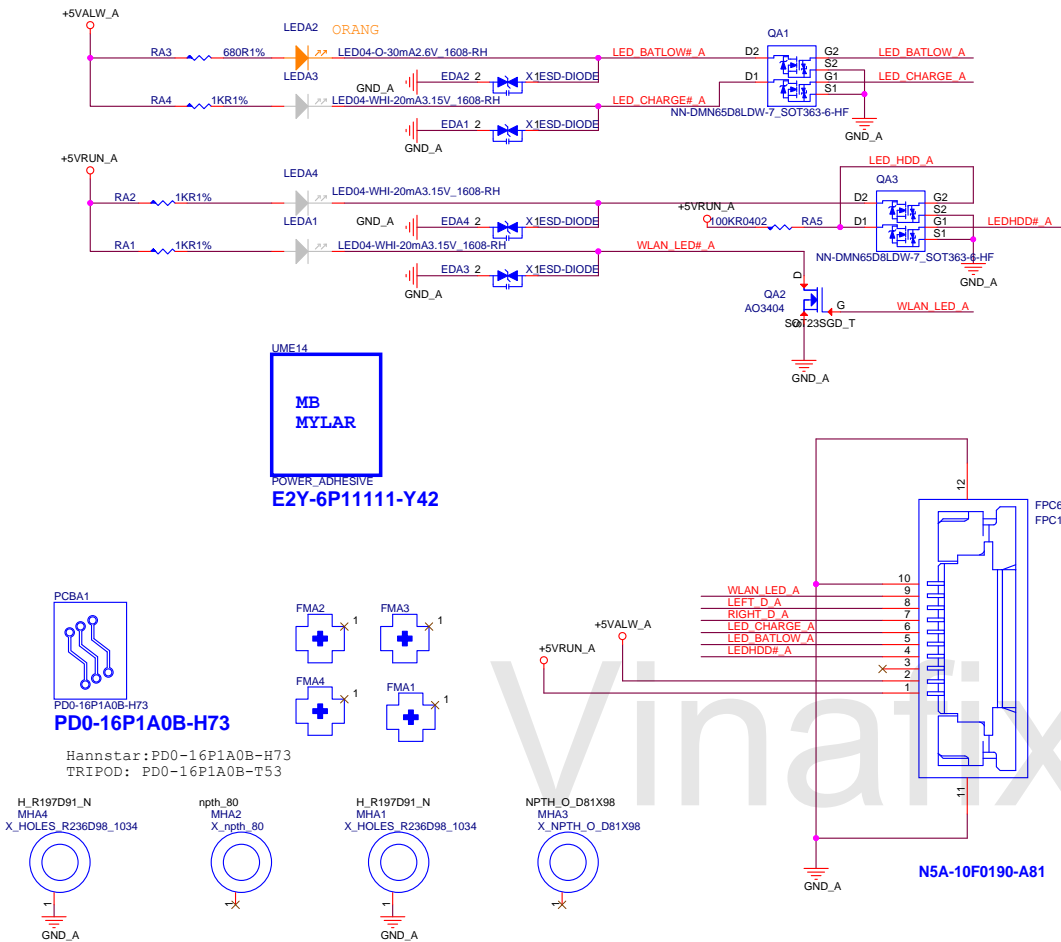 +5VALW_A
LEDA2 ORANG
RA3 680R1% LED04-O-30mA2.6V_1608-RH LED_BATLOW#_A
QA1
D2 G2 LED_BATLOW_A
S2
LEDA3
GND_A EDA2 2 X1ESD-DIODE
D1 G1 LED_CHARGE_A
S1
RA4 1KR1% LED04-WHI-20mA3.15V_1608-RH LED_CHARGE#_A
NN-DMN65D8LDW-7_SOT363-6-HF
EDA1 2 X1ESD-DIODE
GND_A
GND_A
+5VRUN_A
LEDA4
LED_HDD_A
QA3
RA2 1KR1% LED04-WHI-20mA3.15V_1608-RH
D2 G2
S2
+5VRUN_A
LEDA1
GND_A EDA4 2 X1ESD-DIODE
100KR0402 RA5
D1 G1 LEDHDD#_A
S1
RA1 1KR1% LED04-WHI-20mA3.15V_1608-RH WLAN_LED#_A
NN-DMN65D8LDW-7_SOT363-6-HF
EDA3 2 X1ESD-DIODE
GND_A
GND_A
D
QA2
AO3404
G WLAN_LED_A
S
SOT23SGD_T
GND_A
UME14
MB
MYLAR
POWER_ADHESIVE
E2Y-6P11111-Y42
12
FPC6
FPC1
10
WLAN_LED_A 9
LEFT_D_A 8
RIGHT_D_A 7
LED_CHARGE_A 6
LED_BATLOW_A 5
LEDHDD#_A 4
3
2
1
+5VALW_A
+5VRUN_A
11
GND_A
N5A-10F0190-A81
PCBA1
PD0-16P1A0B-H73
PD0-16P1A0B-H73
Hannstar:PD0-16P1A0B-H73
TRIPOD: PD0-16P1A0B-T53
FMA2 1
FMA3 1
FMA4 1
FMA1 1
Vinafix
H_R197D91_N
MHA4
X_HOLES_R236D98_1034
1
GND_A
npth_80
MHA2
X_npth_80
1
H_R197D91_N
MHA1
X_HOLES_R236D98_1034
1
GND_A
NPTH_O_D81X98
MHA3
X_NPTH_O_D81X98
1